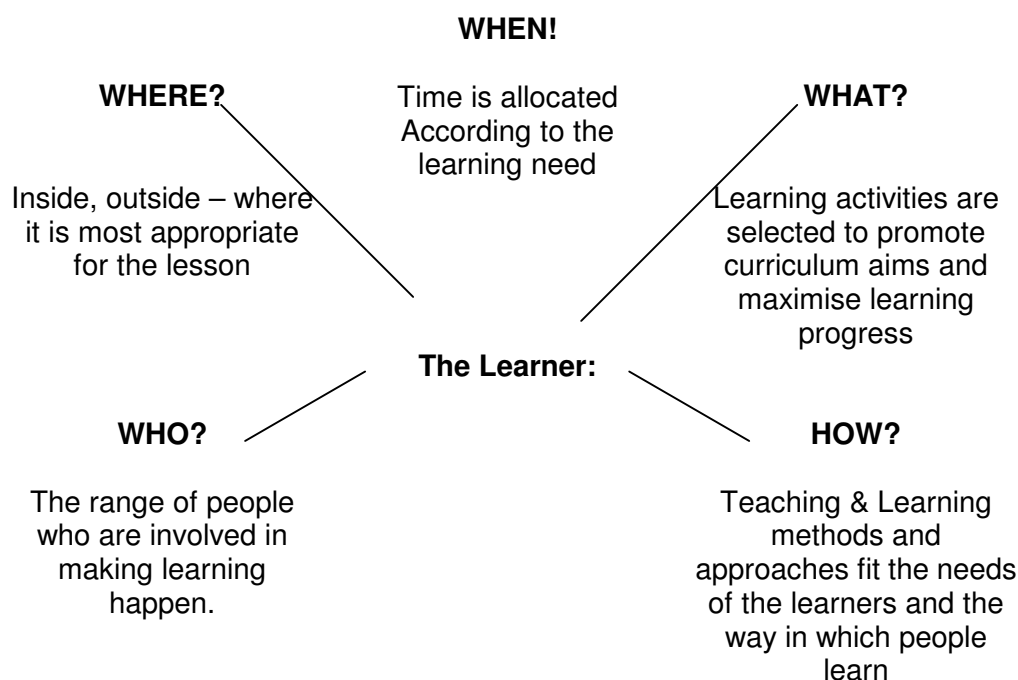 WHEN!
WHERE?
Time is allocated
According to the
learning need
WHAT?
Inside, outside – where
it is most appropriate
for the lesson
Learning activities are
selected to promote
curriculum aims and
maximise learning
progress
The Learner:
WHO?
The range of people
who are involved in
making learning
happen.
HOW?
Teaching & Learning
methods and
approaches fit the needs
of the learners and the
way in which people
learn